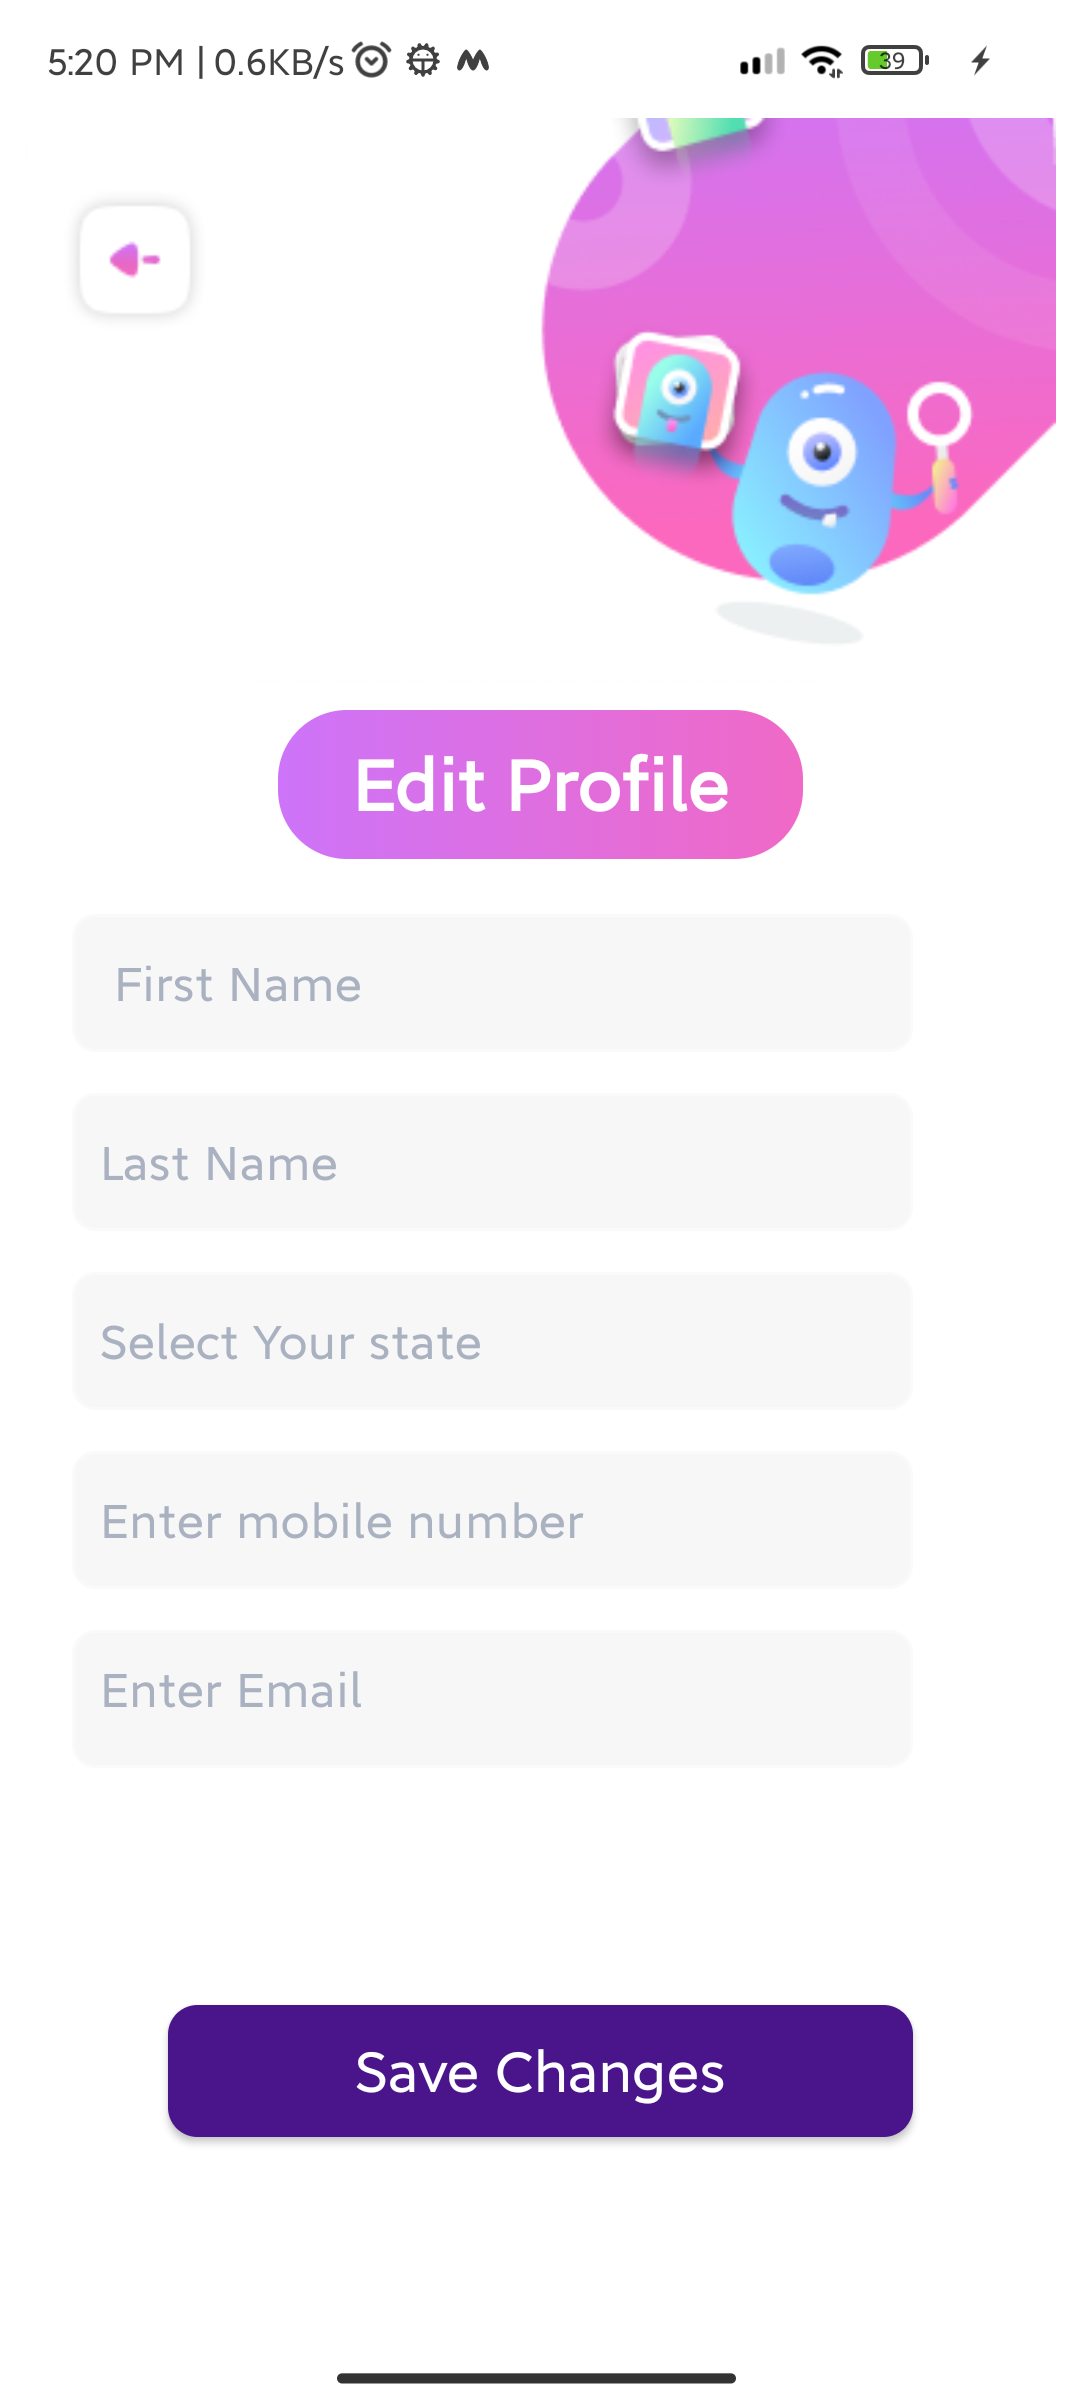 5:20 PM | 0.6KB/s
39
Edit Profile
First Name
Last Name
Select Your state
Enter mobile number
Enter Email
Save Changes